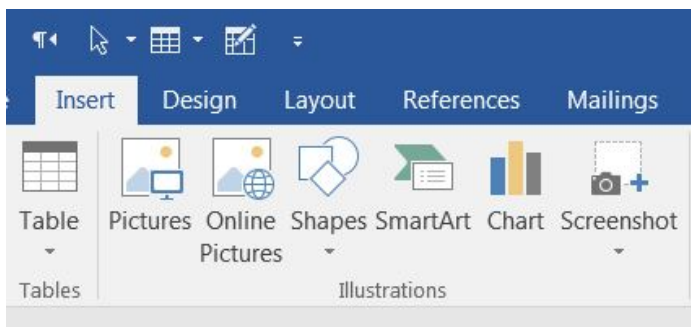 Insert Design Layout References Mailings
Table Pictures Online Pictures Shapes SmartArt Chart Screenshot
Tables Illustrations